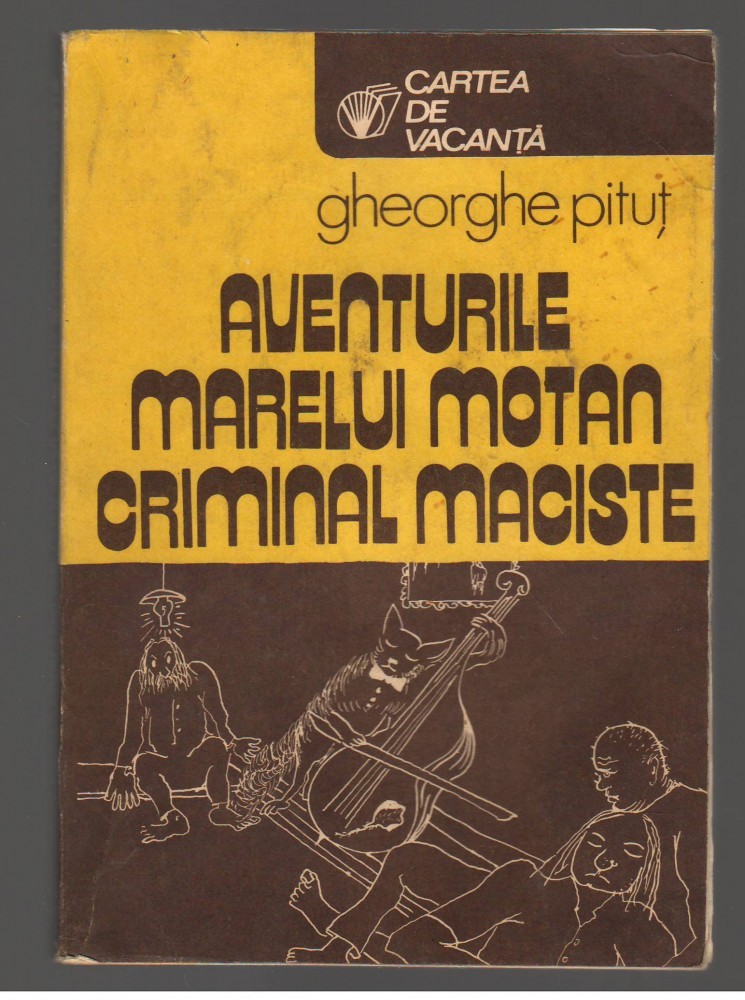 CARTEA
DE
VACANȚĂ
gheorghe pituț
AVENTURILE
MARELUI MOTAN
CRIMINAL MACISTE